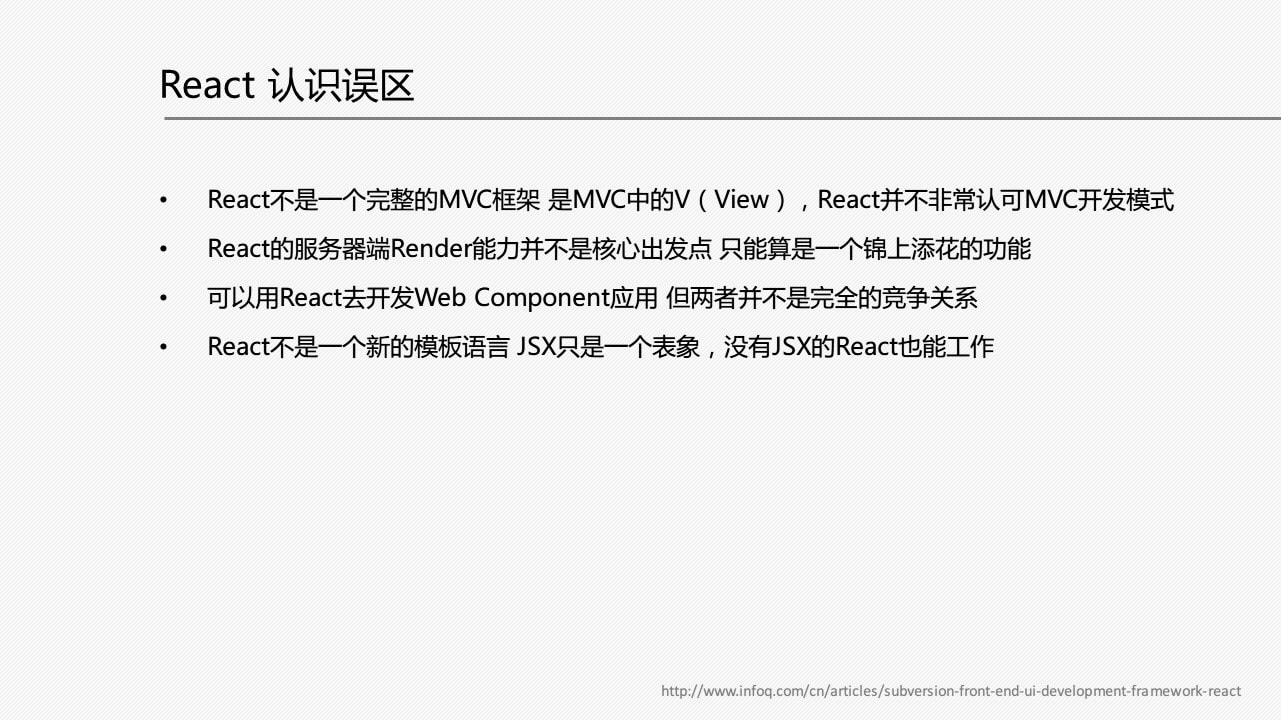 React 认识误区
• React不是一个完整的MVC框架 是MVC中的V（View），React并不非常认可MVC开发模式
• React的服务器端Render能力并不是核心出发点 只能算是一个锦上添花的功能
• 可以用React去开发Web Component应用 但两者并不是完全的竞争关系
• React不是一个新的模板语言 JSX只是一个表象，没有JSX的React也能工作
http://www.infoq.com/cn/articles/subversion-front-end-ui-development-framework-react